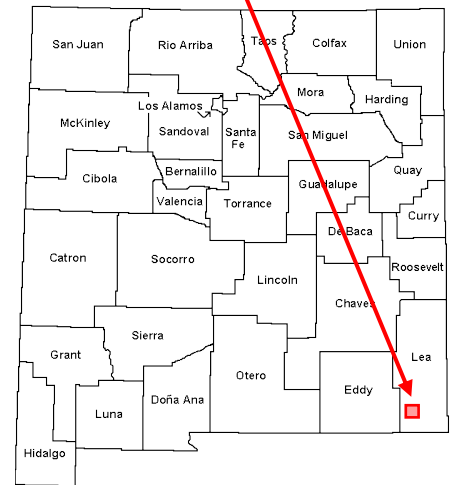 San Juan
Rio Arriba
Taos
Colfax
Union
Los Alamos
Mora
Harding
McKinley
Sandoval
Santa
Fe
San Miguel
Quay
Bernalillo
Cibola
Guadalupe
Valencia
Torrance
Curry
De Baca
Catron
Socorro
Roosevelt
Lincoln
Chaves
Sierra
Grant
Lea
Otero
Eddy
Doña Ana
Luna
Hidalgo